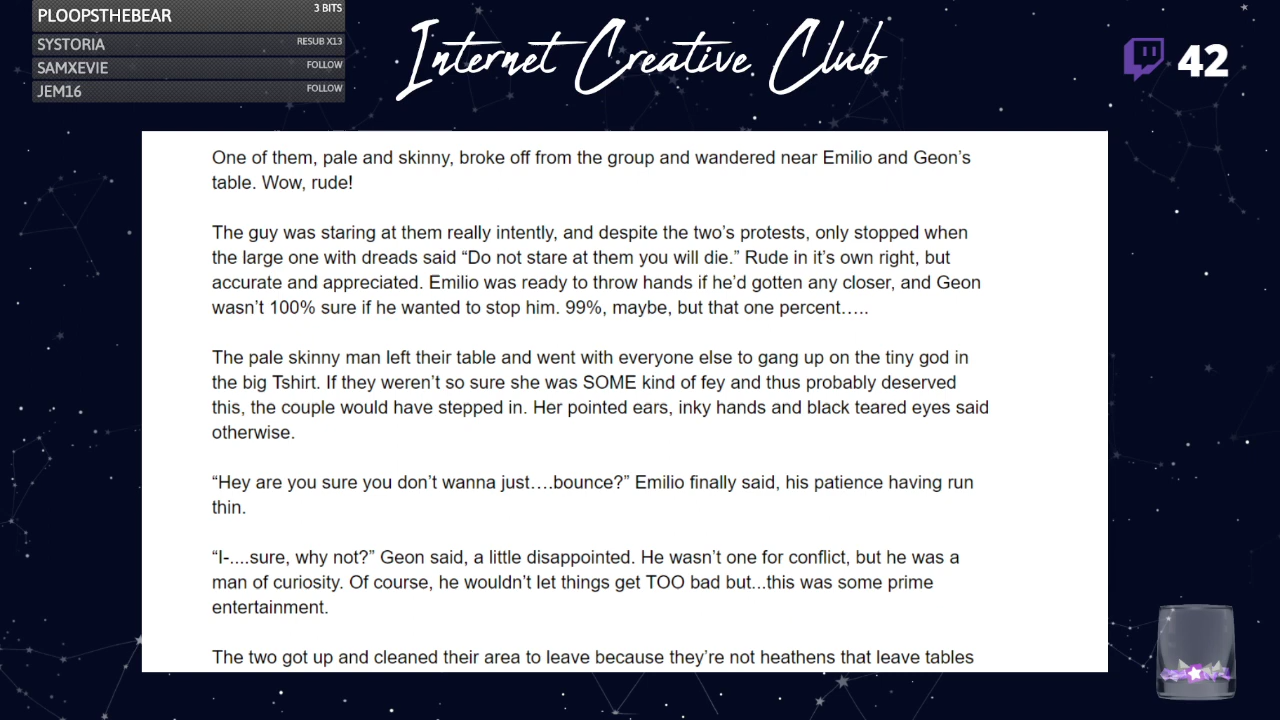 PLOOPSTHEBEAR 3 BITS
SYSTORIA RESUB X13
SAMXEVIE FOLLOW
JEM16 FOLLOW
Internet Creative Club
42
One of them, pale and skinny, broke off from the group and wandered near Emilio and Geon’s
table. Wow, rude!
The guy was staring at them really intently, and despite the two’s protests, only stopped when
the large one with dreads said “Do not stare at them you will die.” Rude in it’s own right, but
accurate and appreciated. Emilio was ready to throw hands if he’d gotten any closer, and Geon
wasn’t 100% sure if he wanted to stop him. 99%, maybe, but that one percent…..
The pale skinny man left their table and went with everyone else to gang up on the tiny god in
the big Tshirt. If they weren’t so sure she was SOME kind of fey and thus probably deserved
this, the couple would have stepped in. Her pointed ears, inky hands and black teared eyes said
otherwise.
“Hey are you sure you don’t wanna just….bounce?” Emilio finally said, his patience having run
thin.
“I-....sure, why not?” Geon said, a little disappointed. He wasn’t one for conflict, but he was a
man of curiosity. Of course, he wouldn’t let things get TOO bad but...this was some prime
entertainment.
The two got up and cleaned their area to leave because they’re not heathens that leave tables